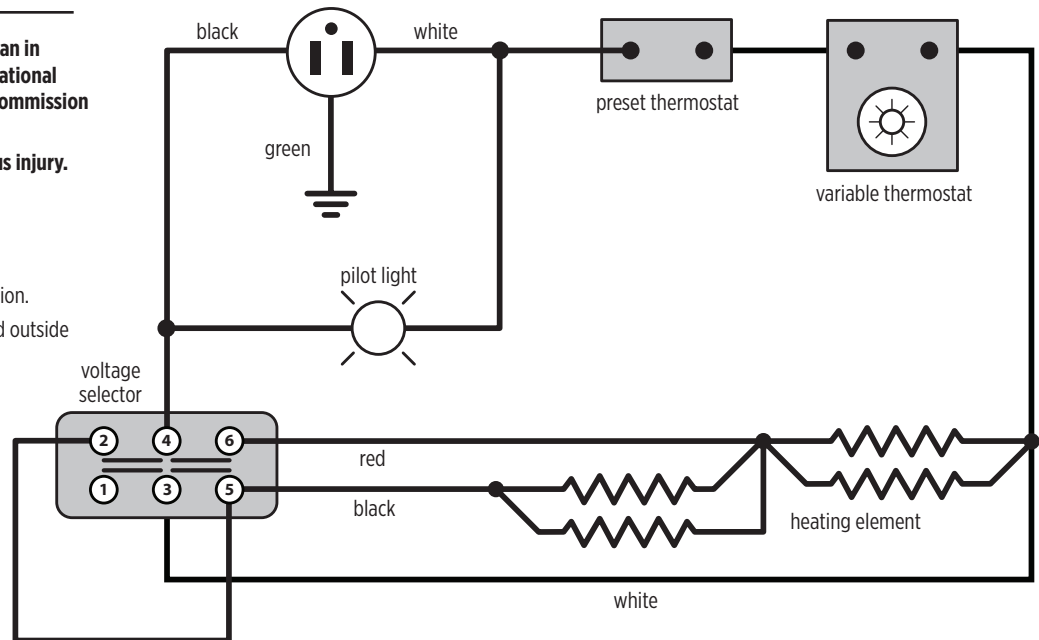 an in
ational
ommission
us injury.
ion.
d outside
black
white
green
preset thermostat
variable thermostat
pilot light
voltage
selector
2 4 6
1 3 5
red
black
heating element
white